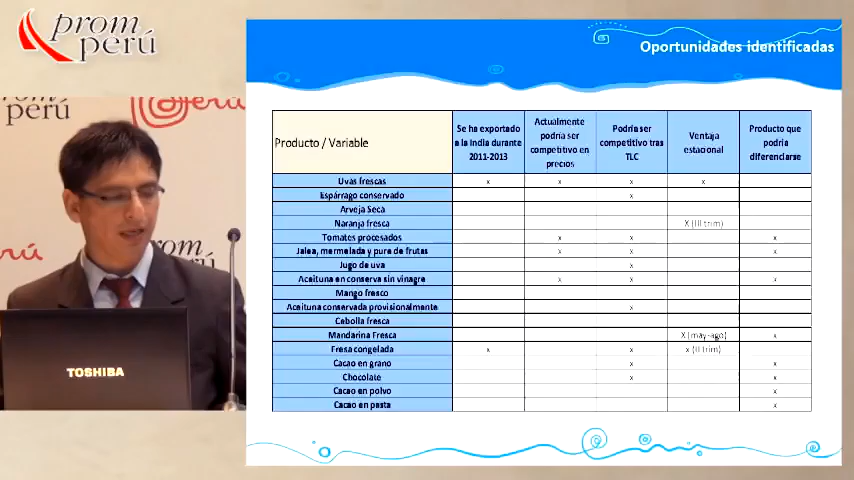 prom
perú
Oportunidades identificadas
Producto / Variable
Se ha exportado a la India durante 2011-2013
Actualmente podría ser competitivo en precios
Podría ser competitivo tras TLC
Ventaja estacional
Producto que podría diferenciarse
Uvas frescas x x x x
Espárrago conservado x
Arveja Seca
Naranja fresca X (III trim)
Tomates procesados x x x
Jalea, mermelada y pure de frutas x x x
Jugo de uva x
Aceituna en conserva sin vinagre x x x
Mango fresco
Aceituna conservada provisionalmente x
Cebolla fresca
Mandarina Fresca X (may-ago) x
Fresa congelada x x x (II trim)
Cacao en grano x x
Chocolate x x
Cacao en polvo x
Cacao en pasta x
perú
Perú
rú
prom
perú
TOSHIBA